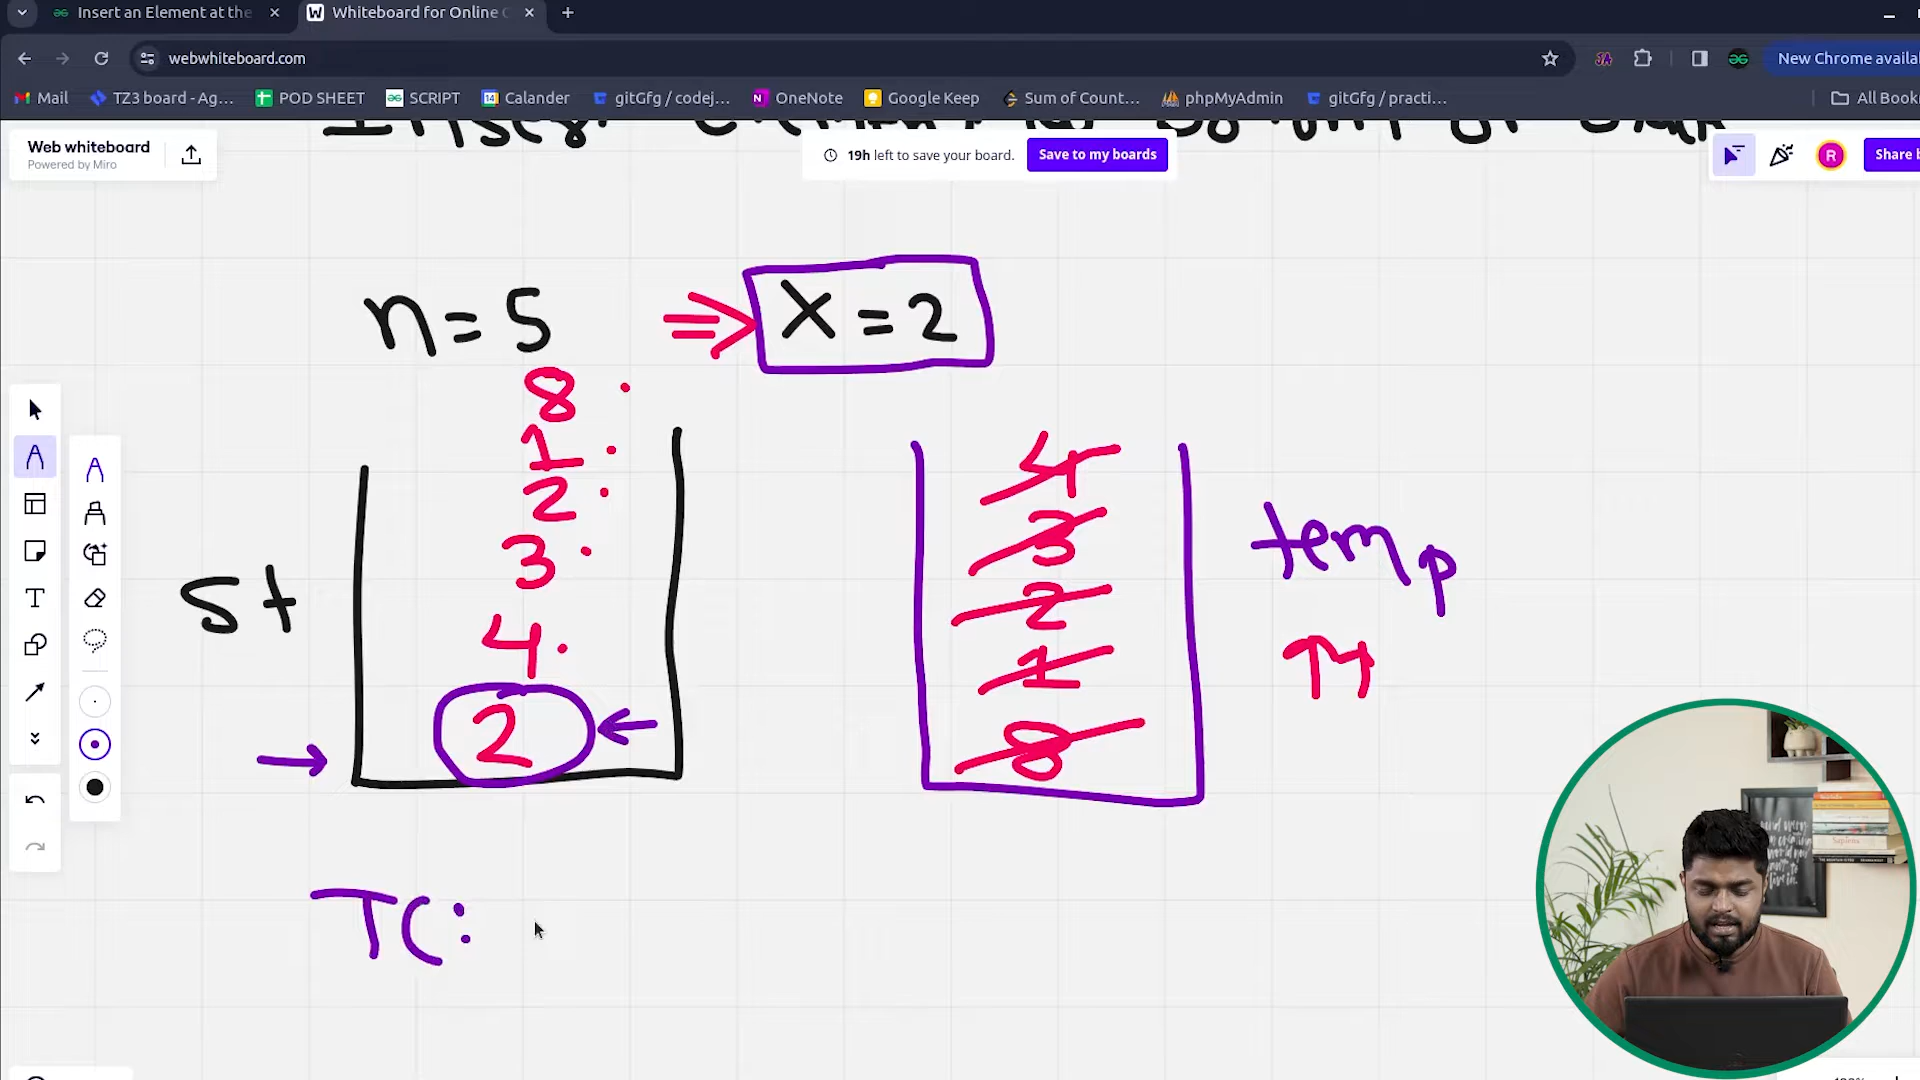 Insert an Element at the
Whiteboard for Online C
webwhiteboard.com
New Chrome availa
Mail
TZ3 board - Ag...
POD SHEET
SCRIPT
14
Calander
gitGfg / codej...
OneNote
Google Keep
Sum of Count...
phpMyAdmin
gitGfg / practi...
All Book
Web whiteboard
Powered by Miro
19h left to save your board.
Save to my boards
R
Share b
n = 5
X = 2
8
1
2
3
4
2
st
4
3
2
1
8
temp
TC: